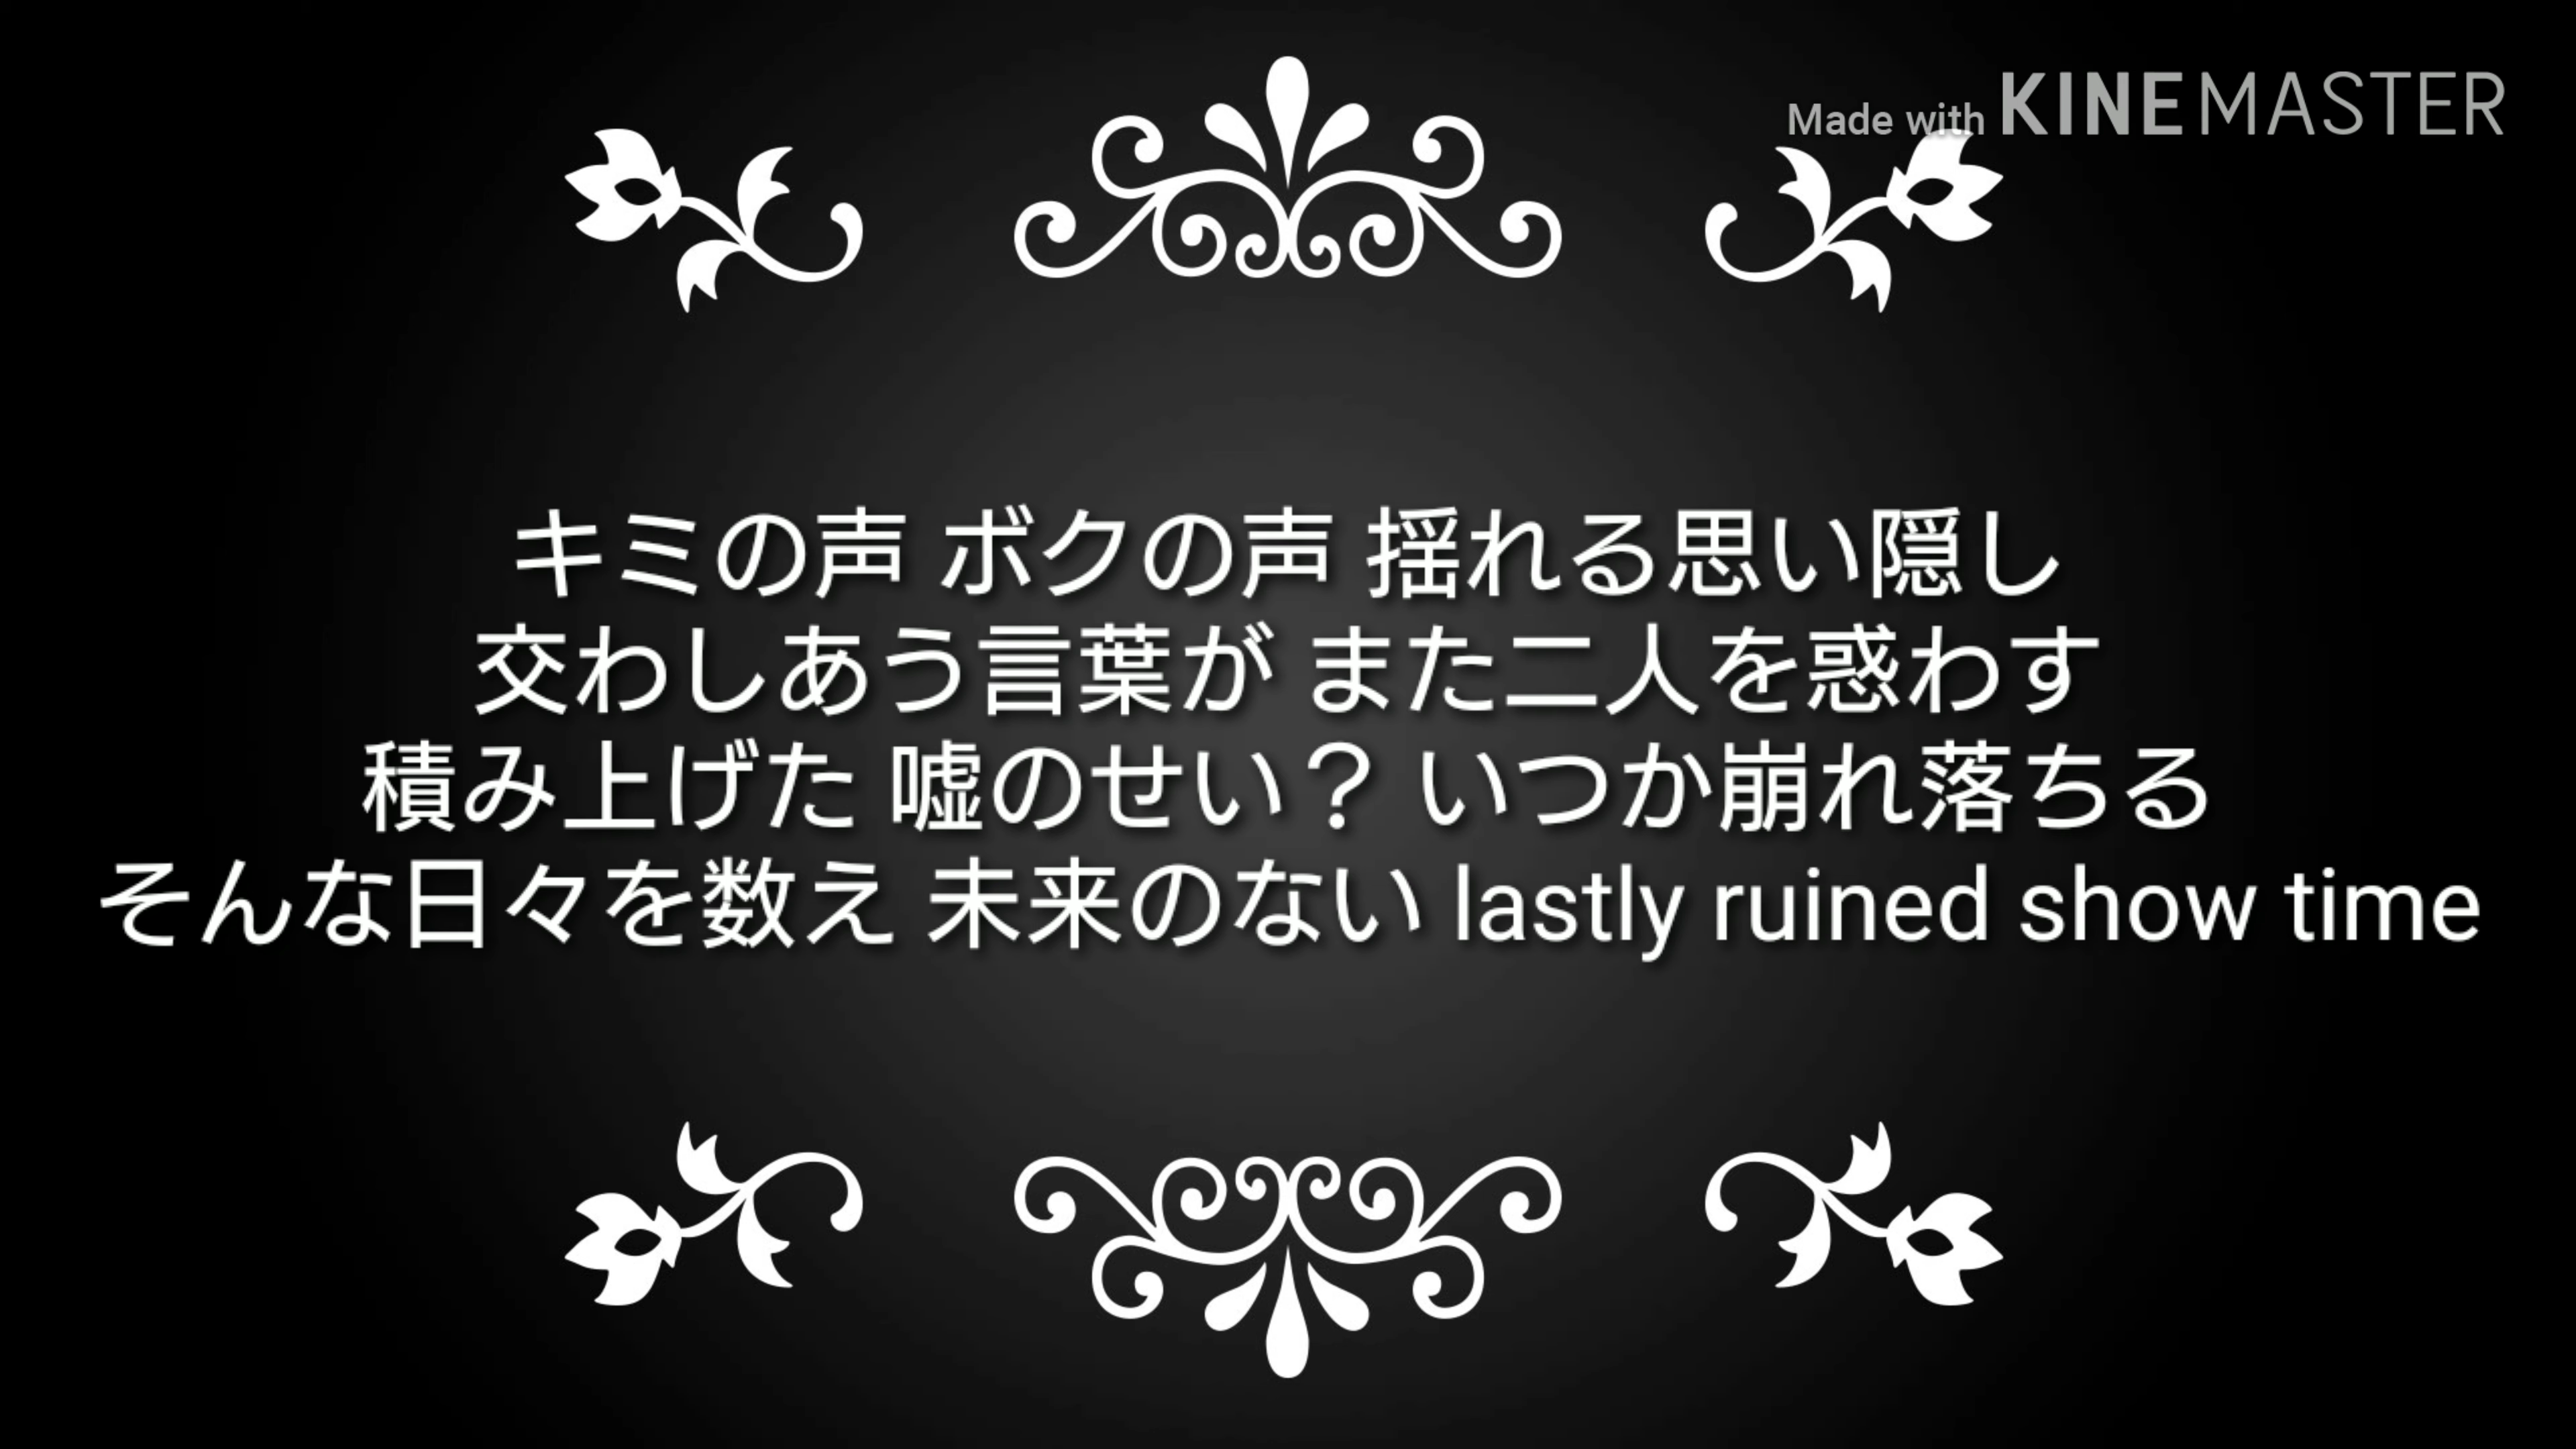 Made with KINEMASTER
キミの声 ボクの声 揺れる思い隠し
交わしあう言葉が また二人を惑わす
積み上げた 嘘のせい？ いつか崩れ落ちる
そんな日々を数え 未来のない lastly ruined show time